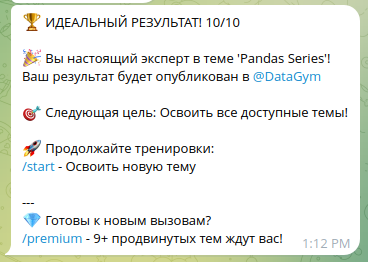 🏆 ИДЕАЛЬНЫЙ РЕЗУЛЬТАТ! 10/10
🎉 Вы настоящий эксперт в теме 'Pandas Series'!
Ваш результат будет опубликован в @DataGym
🎯 Следующая цель: Освоить все доступные темы!
🚀 Продолжайте тренировки:
/start - Освоить новую тему
---
💎 Готовы к новым вызовам?
/premium - 9+ продвинутых тем ждут вас!
1:12 PM